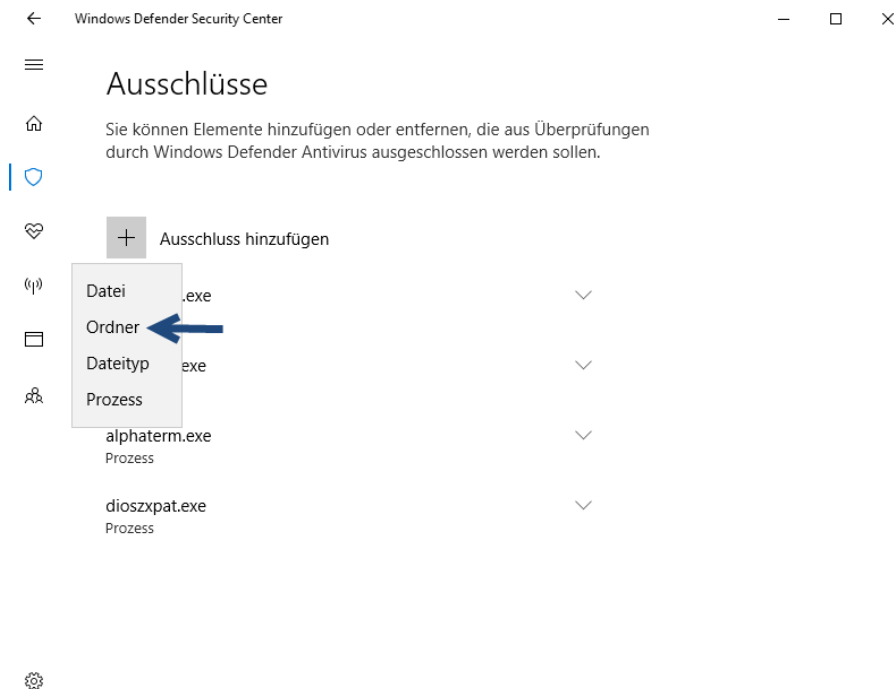 Windows Defender Security Center
Ausschlüsse
Sie können Elemente hinzufügen oder entfernen, die aus Überprüfungen
durch Windows Defender Antivirus ausgeschlossen werden sollen.
Ausschluss hinzufügen
Datei
.exe
Ordner
Dateityp
exe
Prozess
alphaterm.exe
Prozess
dioszxpat.exe
Prozess